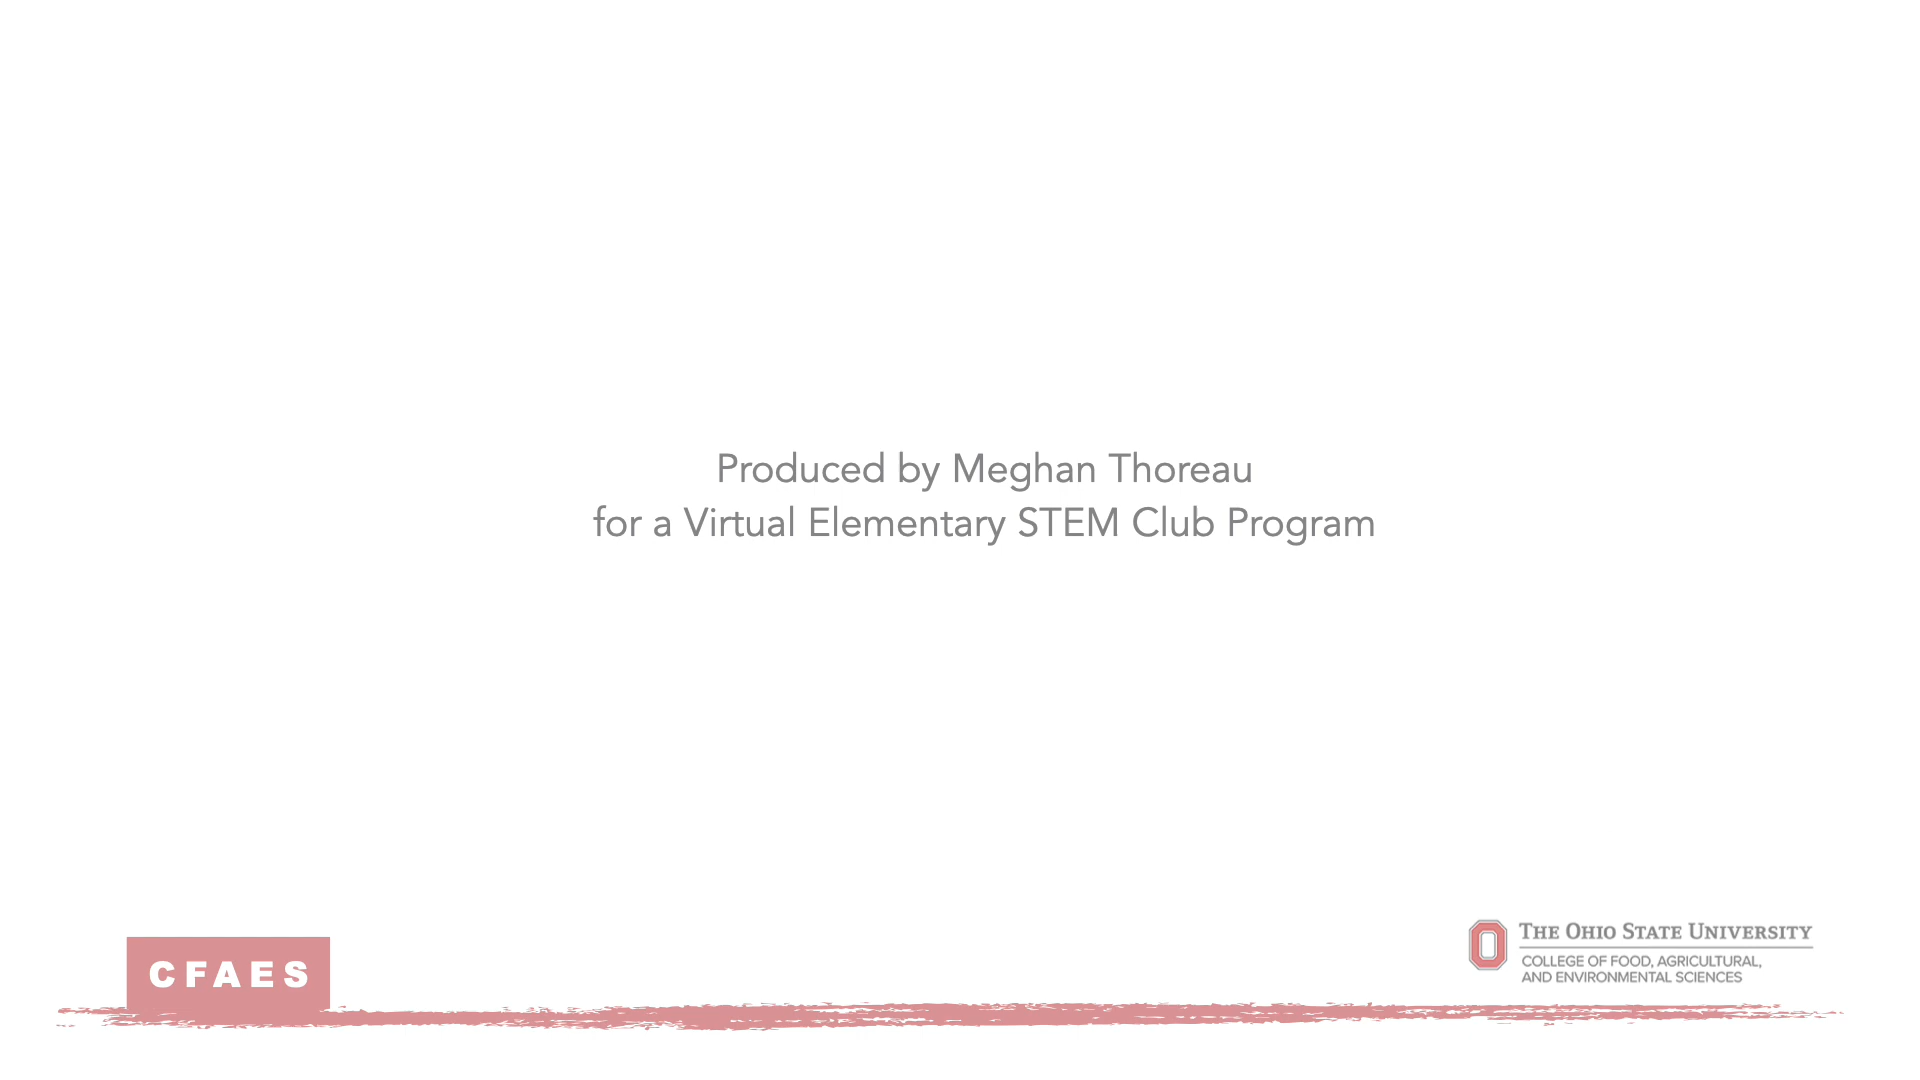 Produced by Meghan Thoreau
for a Virtual Elementary STEM Club Program
CFAES
THE OHIO STATE UNIVERSITY
COLLEGE OF FOOD, AGRICULTURAL,
AND ENVIRONMENTAL SCIENCES